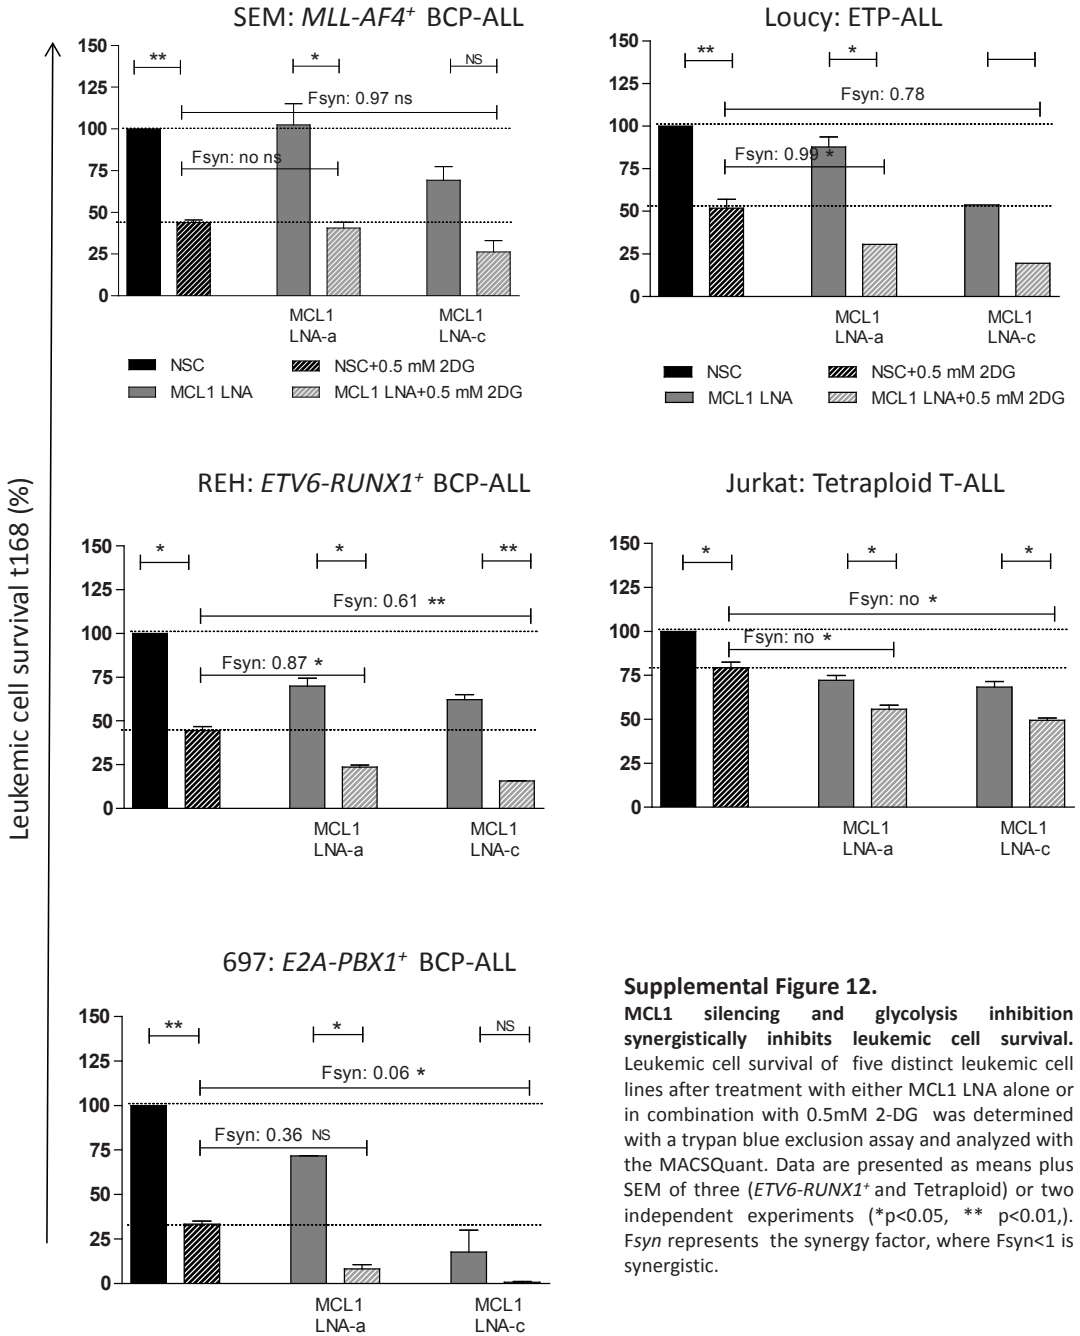 SEM: MLL-AF4⁺ BCP-ALL
150
125
100
75
50
25
0
**
*
NS
Fsyn: 0.97 ns
Fsyn: no ns
MCL1
LNA-a
MCL1
LNA-c
NSC
NSC+0.5 mM 2DG
MCL1 LNA
MCL1 LNA+0.5 mM 2DG
Loucy: ETP-ALL
150
125
100
75
50
25
0
**
*
Fsyn: 0.78
Fsyn: 0.99 *
MCL1
LNA-a
MCL1
LNA-c
NSC
NSC+0.5 mM 2DG
MCL1 LNA
MCL1 LNA+0.5 mM 2DG
Leukemic cell survival t168 (%)
REH: ETV6-RUNX1⁺ BCP-ALL
150
125
100
75
50
25
0
*
*
**
Fsyn: 0.61 **
Fsyn: 0.87 *
MCL1
LNA-a
MCL1
LNA-c
Jurkat: Tetraploid T-ALL
150
125
100
75
50
25
0
*
*
*
Fsyn: no *
Fsyn: no *
MCL1
LNA-a
MCL1
LNA-c
697: E2A-PBX1⁺ BCP-ALL
150
125
100
75
50
25
0
**
*
NS
Fsyn: 0.06 *
Fsyn: 0.36 NS
MCL1
LNA-a
MCL1
LNA-c
Supplemental Figure 12.
MCL1 silencing and glycolysis inhibition
synergistically inhibits leukemic cell survival.
Leukemic cell survival of five distinct leukemic cell
lines after treatment with either MCL1 LNA alone or
in combination with 0.5mM 2-DG was determined
with a trypan blue exclusion assay and analyzed with
the MACSQuant. Data are presented as means plus
SEM of three (ETV6-RUNX1⁺ and Tetraploid) or two
independent experiments (*p<0.05, ** p<0.01,).
Fsyn represents the synergy factor, where Fsyn<1 is
synergistic.